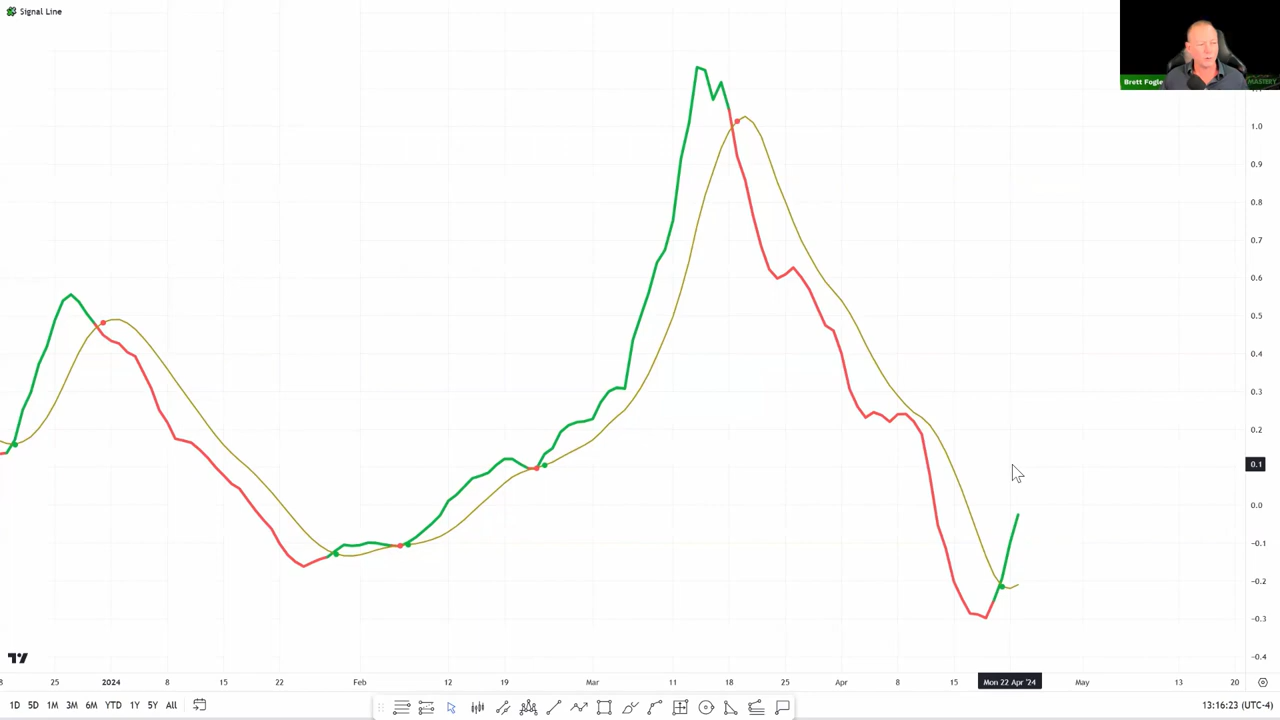 Signal Line
Brett Fogle
MASTERY
1.0
0.9
0.8
0.7
0.6
0.5
0.4
0.3
0.2
0.1
0.0
-0.1
-0.2
-0.3
-0.4
25 2024 8 15 22 Feb 12 19 Mar 11 18 25 Apr 8 15 Mon 22 Apr '24 May 13 20
1D 5D 1M 3M 6M YTD 1Y 5Y All
13:16:23 (UTC-4)